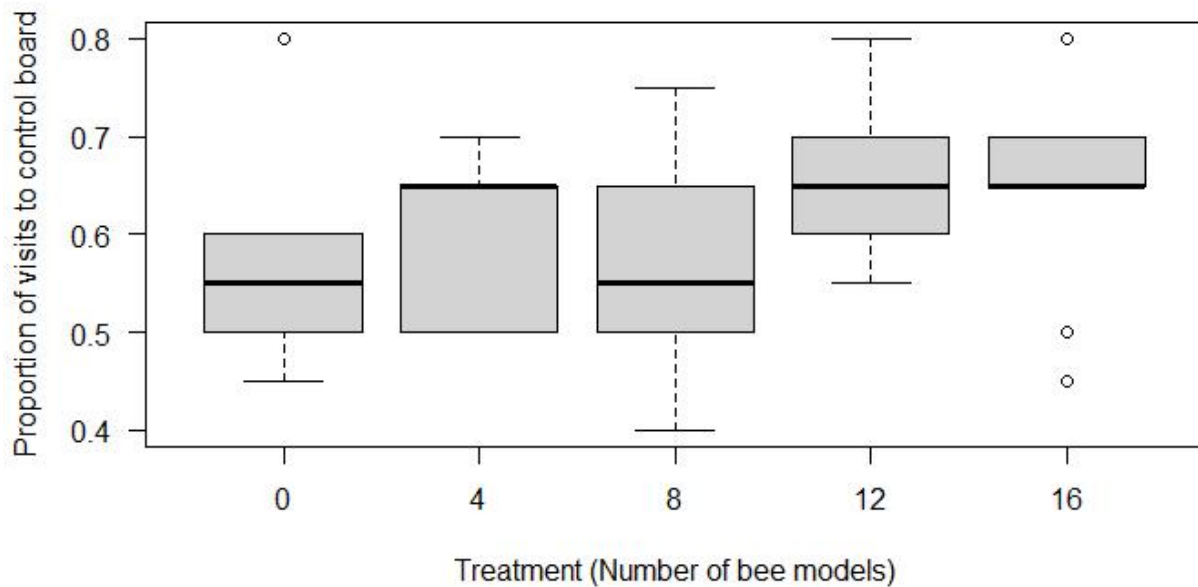 Proportion of visits to control board
0.8
0.7
0.6
0.5
0.4
0 4 8 12 16
Treatment (Number of bee models)